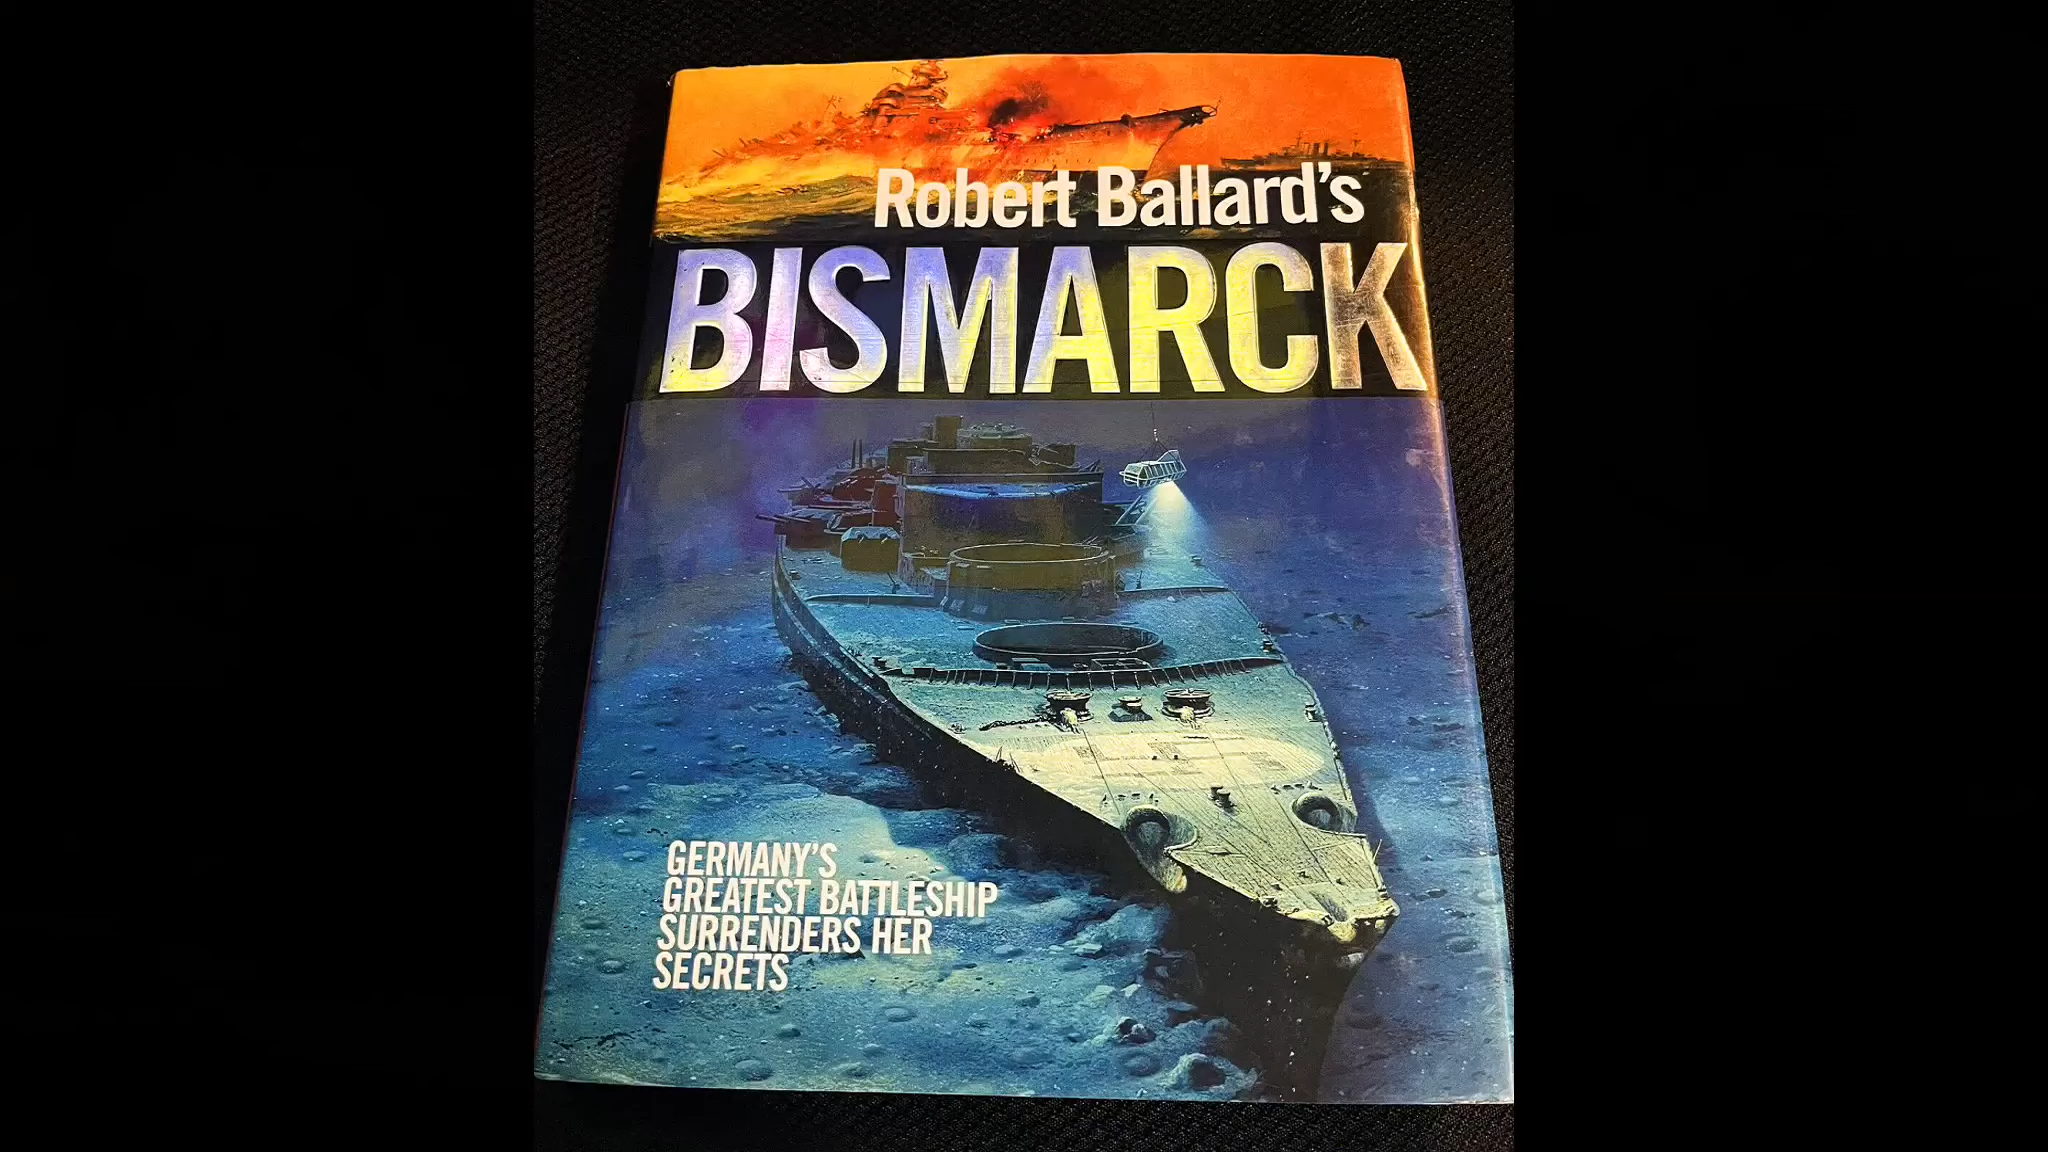 Robert Ballard's
BISMARCK
GERMANY'S
GREATEST BATTLESHIP
SURRENDERS HER
SECRETS